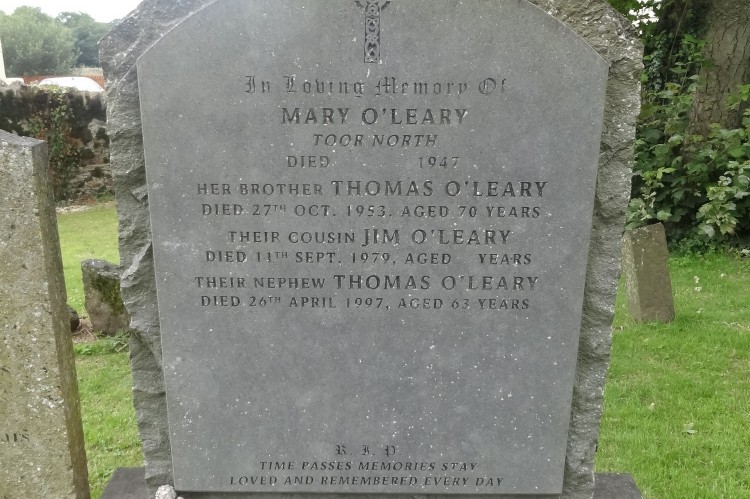 In Loving Memory Of
MARY O'LEARY
TOOR NORTH
DIED 1947
HER BROTHER THOMAS O'LEARY
DIED 27TH OCT. 1953. AGED 70 YEARS
THEIR COUSIN JIM O'LEARY
DIED 14TH SEPT. 1979, AGED YEARS
THEIR NEPHEW THOMAS O'LEARY
DIED 26TH APRIL 1997, AGED 63 YEARS
R. I. P
TIME PASSES MEMORIES STAY
LOVED AND REMEMBERED EVERY DAY